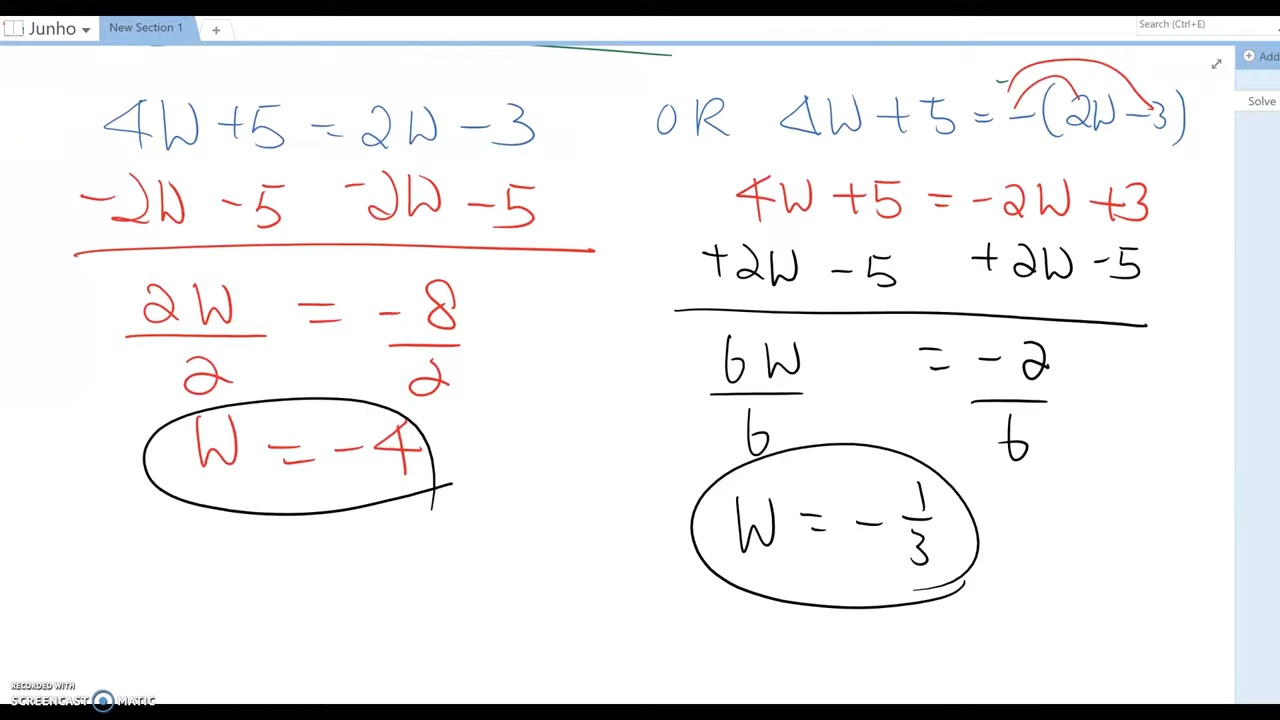 Junho
New Section 1
+
Search (Ctrl+E)
Add
Solve
4W+5=2W-3
-2W -5 -2W -5
2W = -8
2 2
W = -4
OR 4W+5=-(2W-3)
4W+5 = -2W+3
+2W -5 +2W -5
6W = -2
6 6
W = - 1
3
RECORDED WITH
SCREENCAST MATIC